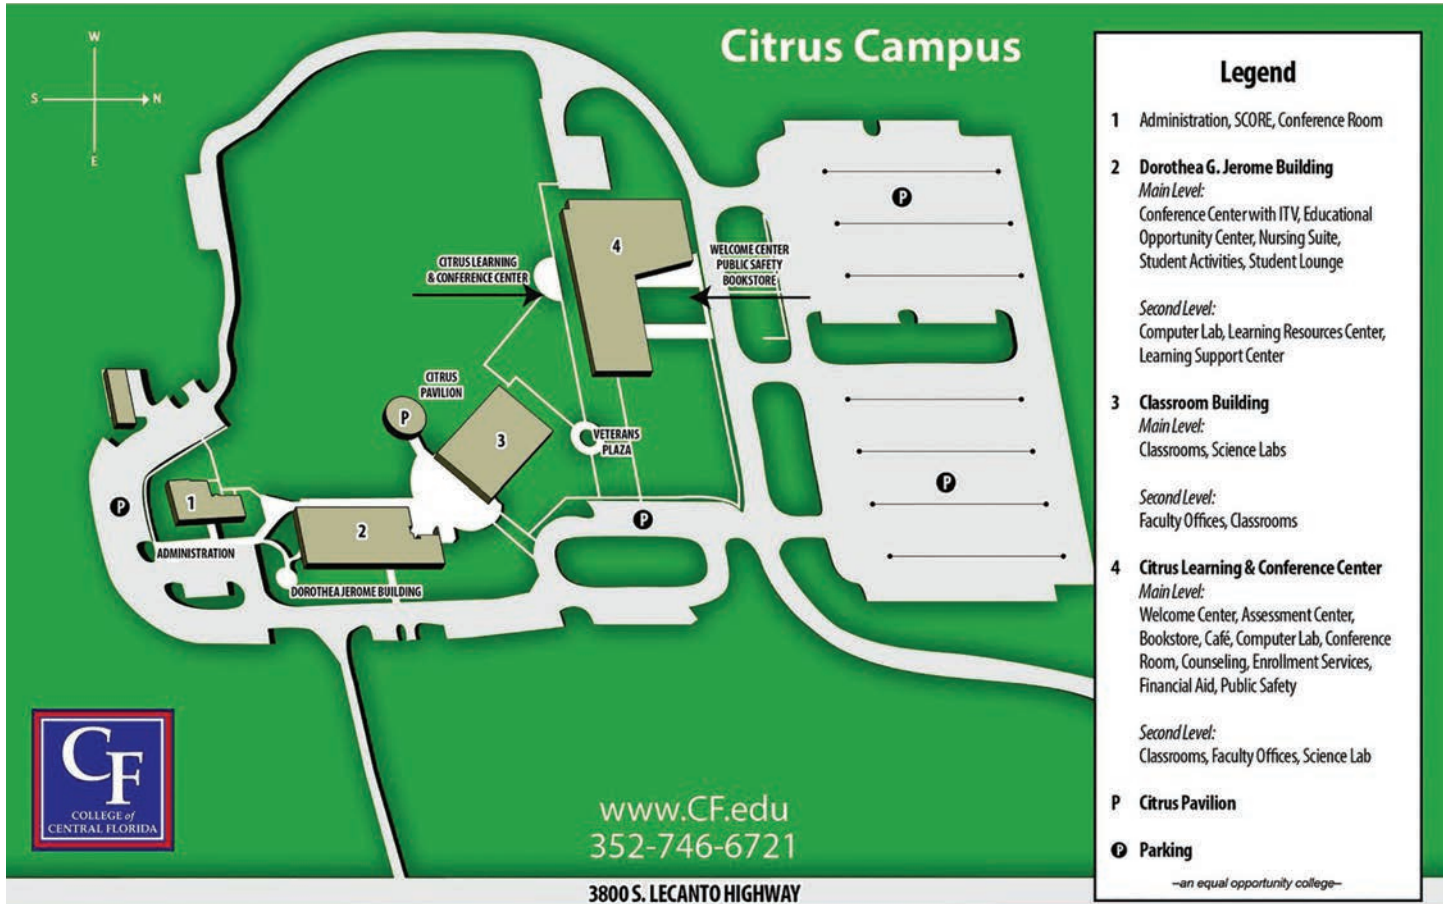 Citrus Campus
W
S
N
E
4
CITRUS LEARNING
& CONFERENCE CENTER
WELCOME CENTER
PUBLIC SAFETY
BOOKSTORE
P
CITRUS
PAVILION
P
3
VETERANS
PLAZA
P
P
1
2
P
ADMINISTRATION
DOROTHEA JEROME BUILDING
CF
COLLEGE of
CENTRAL FLORIDA
www.CF.edu
352-746-6721
3800 S. LECANTO HIGHWAY
Legend
1 Administration, SCORE, Conference Room
2 Dorothea G. Jerome Building
Main Level:
Conference Center with ITV, Educational
Opportunity Center, Nursing Suite,
Student Activities, Student Lounge
Second Level:
Computer Lab, Learning Resources Center,
Learning Support Center
3 Classroom Building
Main Level:
Classrooms, Science Labs
Second Level:
Faculty Offices, Classrooms
4 Citrus Learning & Conference Center
Main Level:
Welcome Center, Assessment Center,
Bookstore, Café, Computer Lab, Conference
Room, Counseling, Enrollment Services,
Financial Aid, Public Safety
Second Level:
Classrooms, Faculty Offices, Science Lab
P Citrus Pavilion
P Parking
–an equal opportunity college–